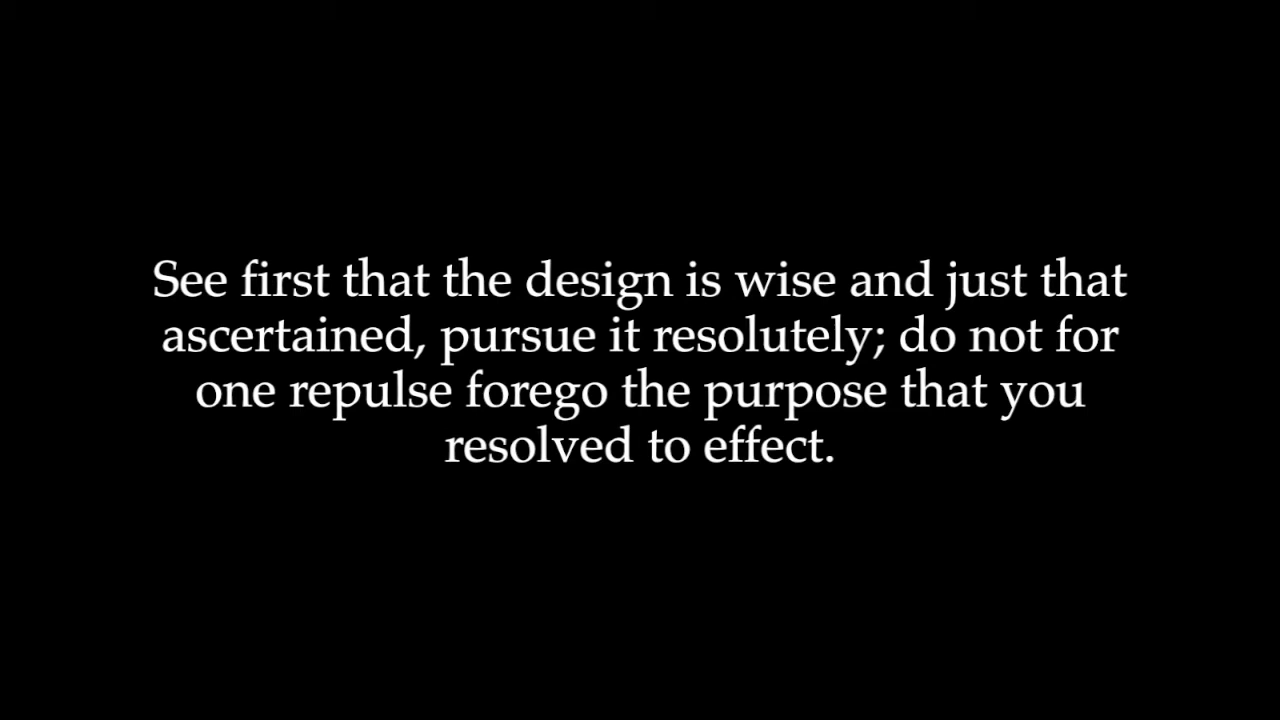 See first that the design is wise and just that
ascertained, pursue it resolutely; do not for
one repulse forego the purpose that you
resolved to effect.